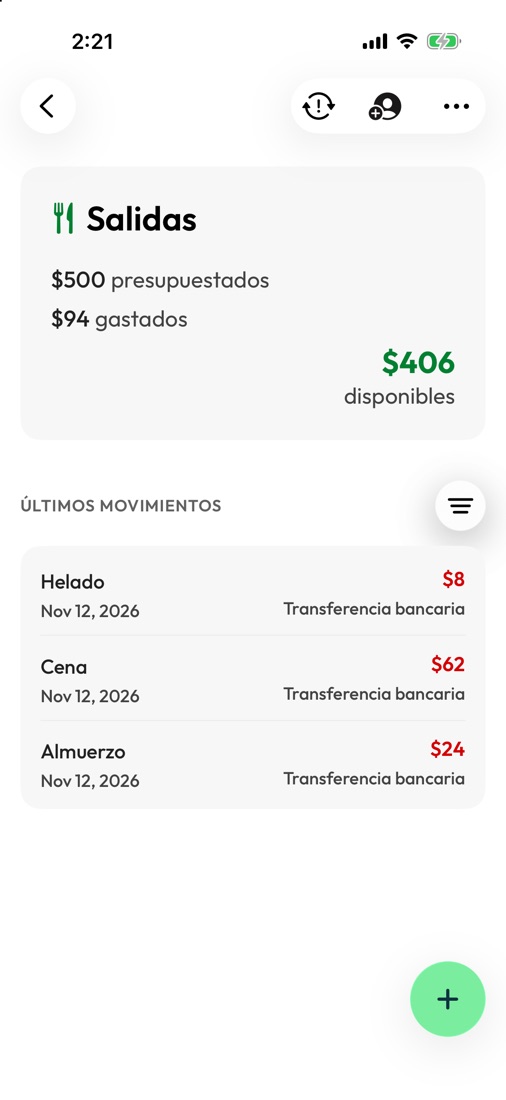 2:21
Salidas
$500 presupuestados
$94 gastados
$406
disponibles
ÚLTIMOS MOVIMIENTOS
Helado $8
Nov 12, 2026 Transferencia bancaria
Cena $62
Nov 12, 2026 Transferencia bancaria
Almuerzo $24
Nov 12, 2026 Transferencia bancaria